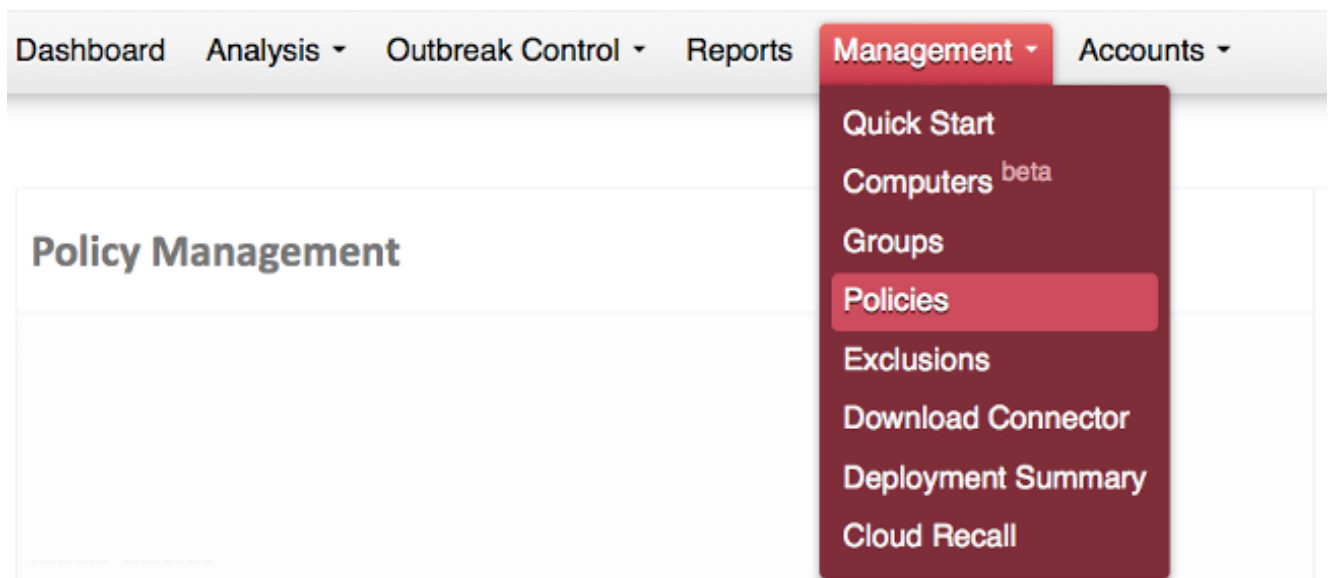 Dashboard Analysis Outbreak Control Reports Management Accounts
Quick Start
Computers beta
Groups
Policies
Exclusions
Download Connector
Deployment Summary
Cloud Recall
Policy Management